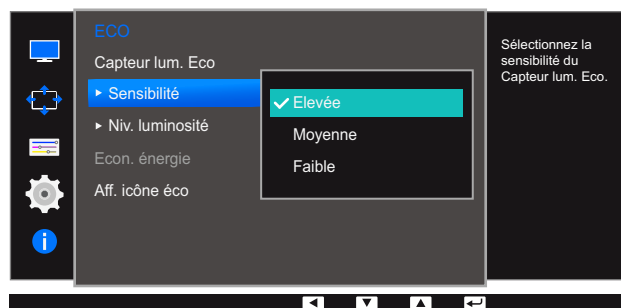 ECO
Capteur lum. Eco
Sensibilité
Niv. luminosité
Econ. énergie
Aff. icône éco
Elevée
Moyenne
Faible
Sélectionnez la
sensibilité du
Capteur lum. Eco.